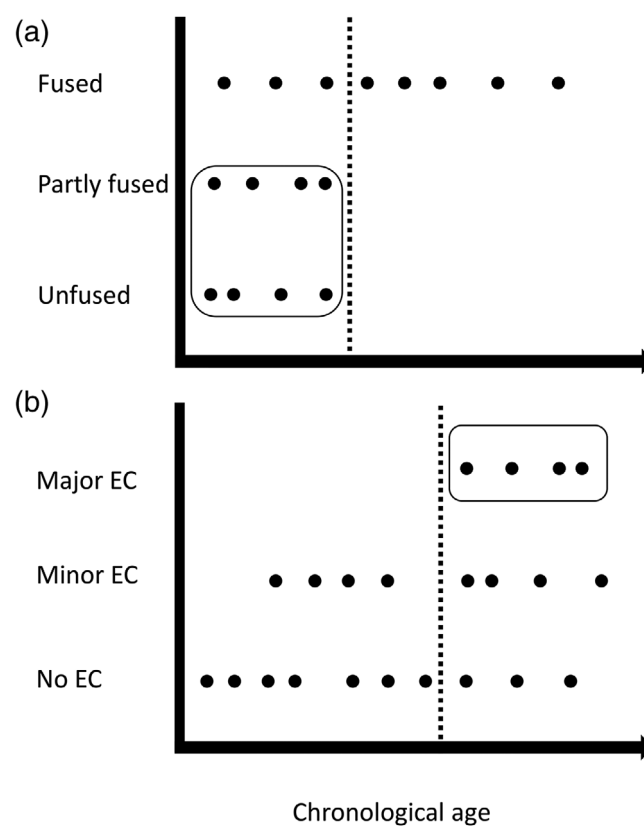 (a)
Fused
Partly fused
Unfused
(b)
Major EC
Minor EC
No EC
Chronological age